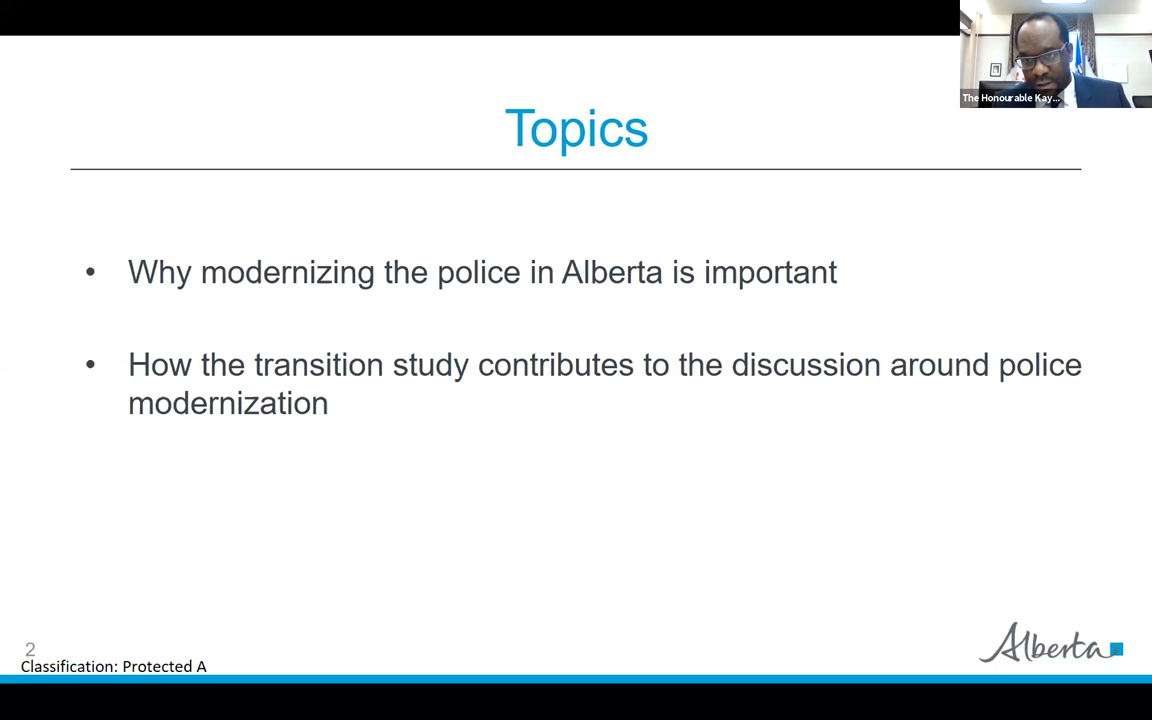 The Honourable Kay...
Topics
• Why modernizing the police in Alberta is important
• How the transition study contributes to the discussion around police
modernization
2
Classification: Protected A
Alberta